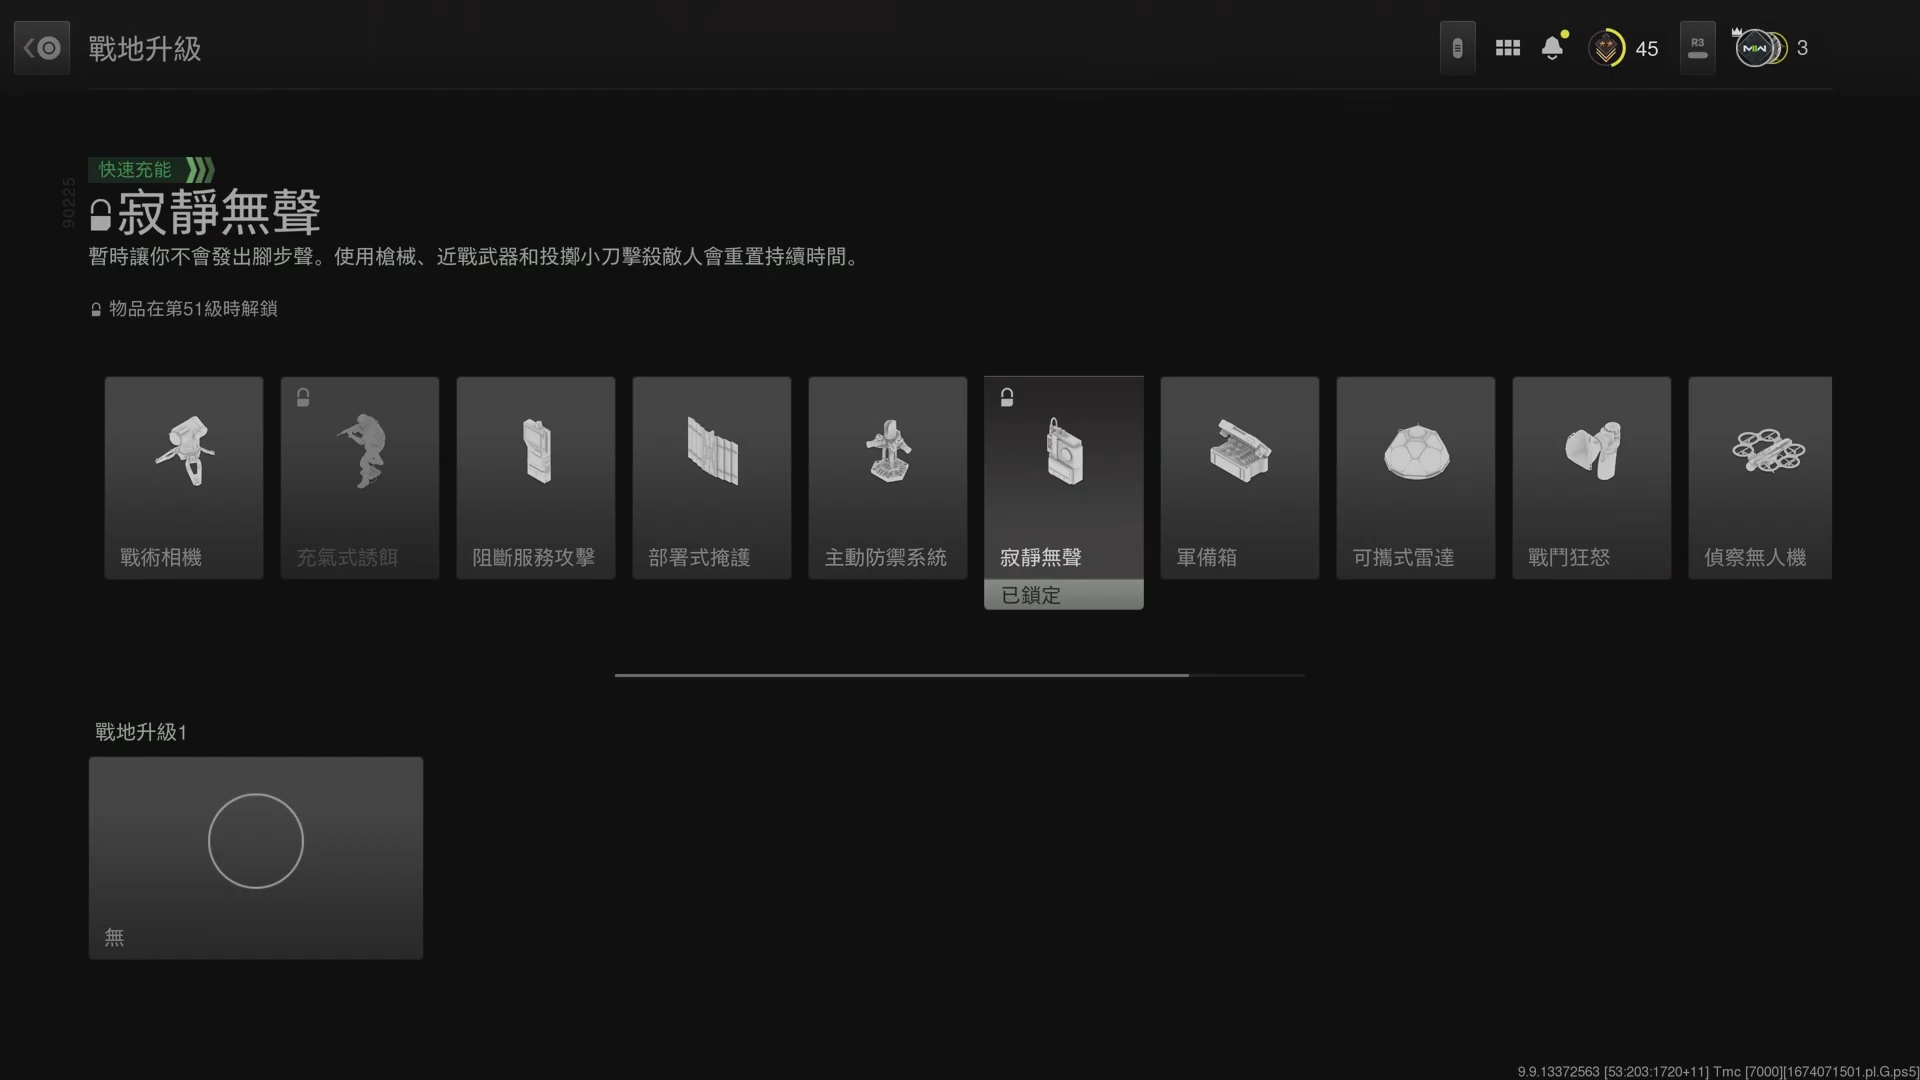 戰地升級
45
R3
3
快速充能
90225
寂靜無聲
暫時讓你不會發出腳步聲。使用槍械、近戰武器和投擲小刀擊殺敵人會重置持續時間。
物品在第51級時解鎖
戰術相機
充氣式誘餌
阻斷服務攻擊
部署式掩護
主動防禦系統
寂靜無聲
已鎖定
軍備箱
可攜式雷達
戰鬥狂怒
偵察無人機
戰地升級1
無
9.9.13372563 [53:203:1720+11] Tmc [7000][1674071501.pl.G.ps5]